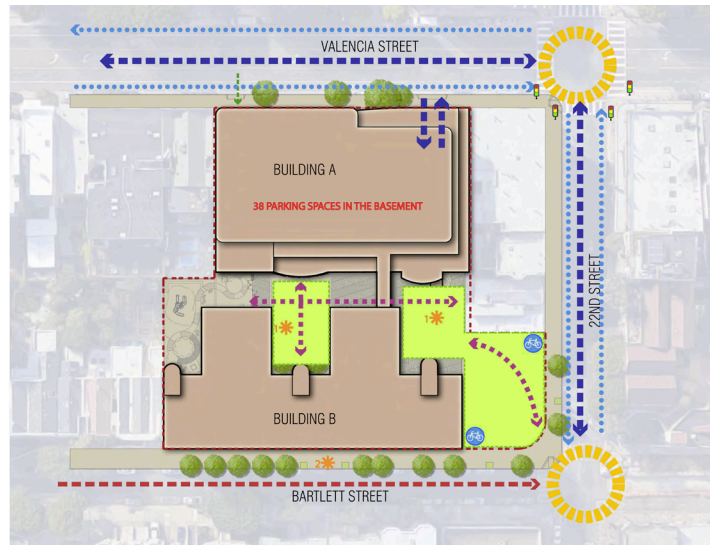 VALENCIA STREET
BUILDING A
38 PARKING SPACES IN THE BASEMENT
22ND STREET
1
1
BUILDING B
2
BARTLETT STREET